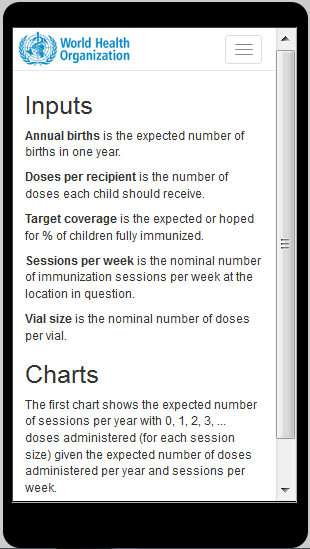 World Health
Organization
Inputs
Annual births is the expected number of
births in one year.
Doses per recipient is the number of
doses each child should receive.
Target coverage is the expected or hoped
for % of children fully immunized.
Sessions per week is the nominal number
of immunization sessions per week at the
location in question.
Vial size is the nominal number of doses
per vial.
Charts
The first chart shows the expected number
of sessions per year with 0, 1, 2, 3, ...
doses administered (for each session
size) given the expected number of doses
administered per year and sessions per
week.